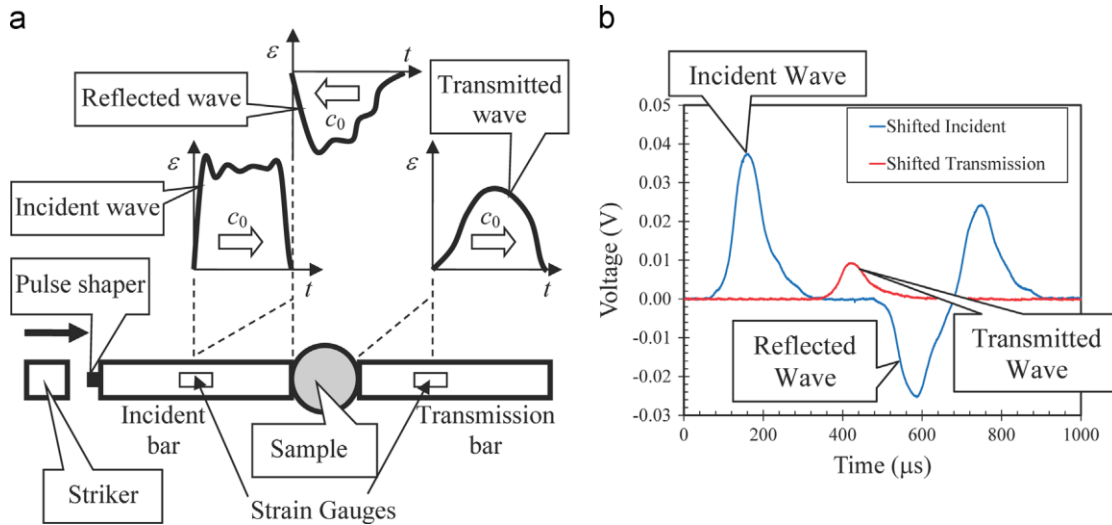 a
ε
t
Reflected wave
c0
Transmitted
wave
ε
Incident wave
c0
t
ε
c0
t
Pulse shaper
Incident
bar
Transmission
bar
Sample
Striker
Strain Gauges
b
Incident Wave
0.05
0.04
0.03
0.02
0.01
0.00
-0.01
-0.02
-0.03
Voltage (V)
Shifted Incident
Shifted Transmission
Reflected
Wave
Transmitted
Wave
0
200
400
600
800
1000
Time (μs)